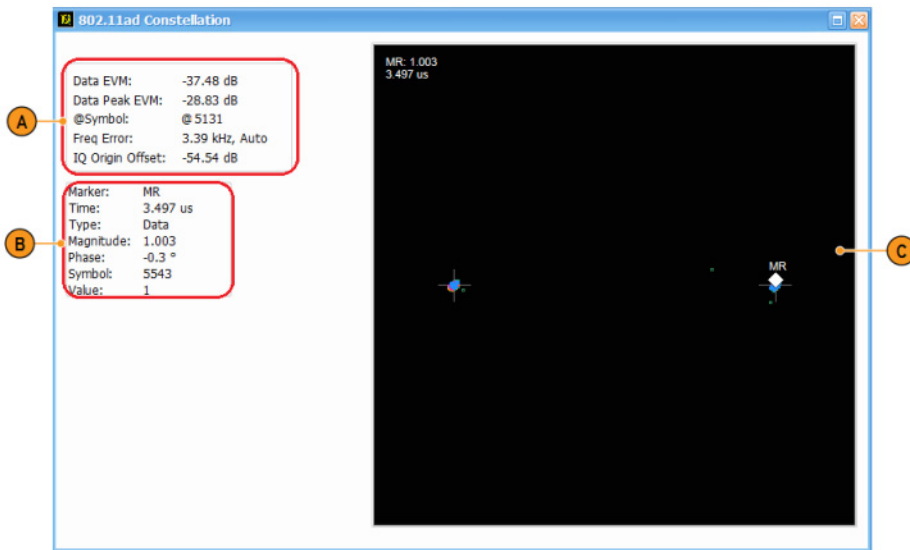 802.11ad Constellation
A
Data EVM: -37.48 dB
Data Peak EVM: -28.83 dB
@Symbol: @ 5131
Freq Error: 3.39 kHz, Auto
IQ Origin Offset: -54.54 dB
B
Marker: MR
Time: 3.497 us
Type: Data
Magnitude: 1.003
Phase: -0.3 °
Symbol: 5543
Value: 1
MR: 1.003
3.497 us
MR
C